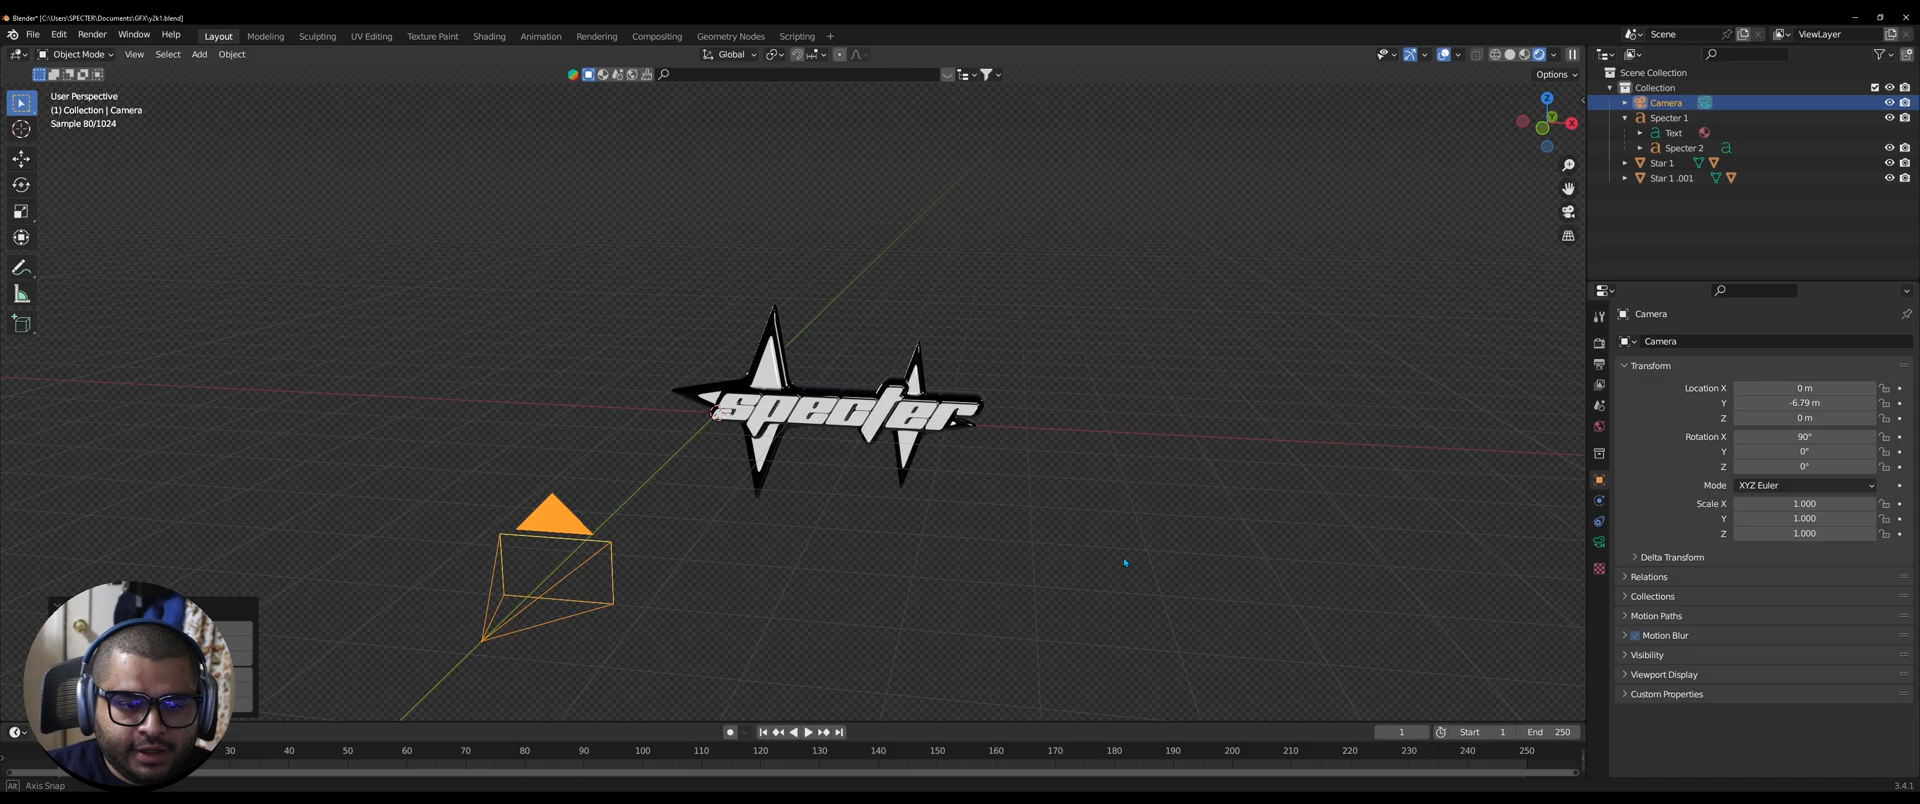 Blender* [C:\Users\SPECTER\Documents\GFX\y2k1.blend]
File Edit Render Window Help Layout Modeling Sculpting UV Editing Texture Paint Shading Animation Rendering Compositing Geometry Nodes Scripting + Scene ViewLayer
Object Mode View Select Add Object Global
Options
User Perspective
(1) Collection | Camera
Sample 80/1024
Z
Y
X
specter
Scene Collection
Collection
Camera
Specter 1
Text
Specter 2
Star 1
Star 1 .001
Camera
Camera
Transform
Location X 0 m
Y -6.79 m
Z 0 m
Rotation X 90°
Y 0°
Z 0°
Mode XYZ Euler
Scale X 1.000
Y 1.000
Z 1.000
Delta Transform
Relations
Collections
Motion Paths
Motion Blur
Visibility
Viewport Display
Custom Properties
1 Start 1 End 250
30 40 50 60 70 80 90 100 110 120 130 140 150 160 170 180 190 200 210 220 230 240 250
Alt Axis Snap
3.4.1